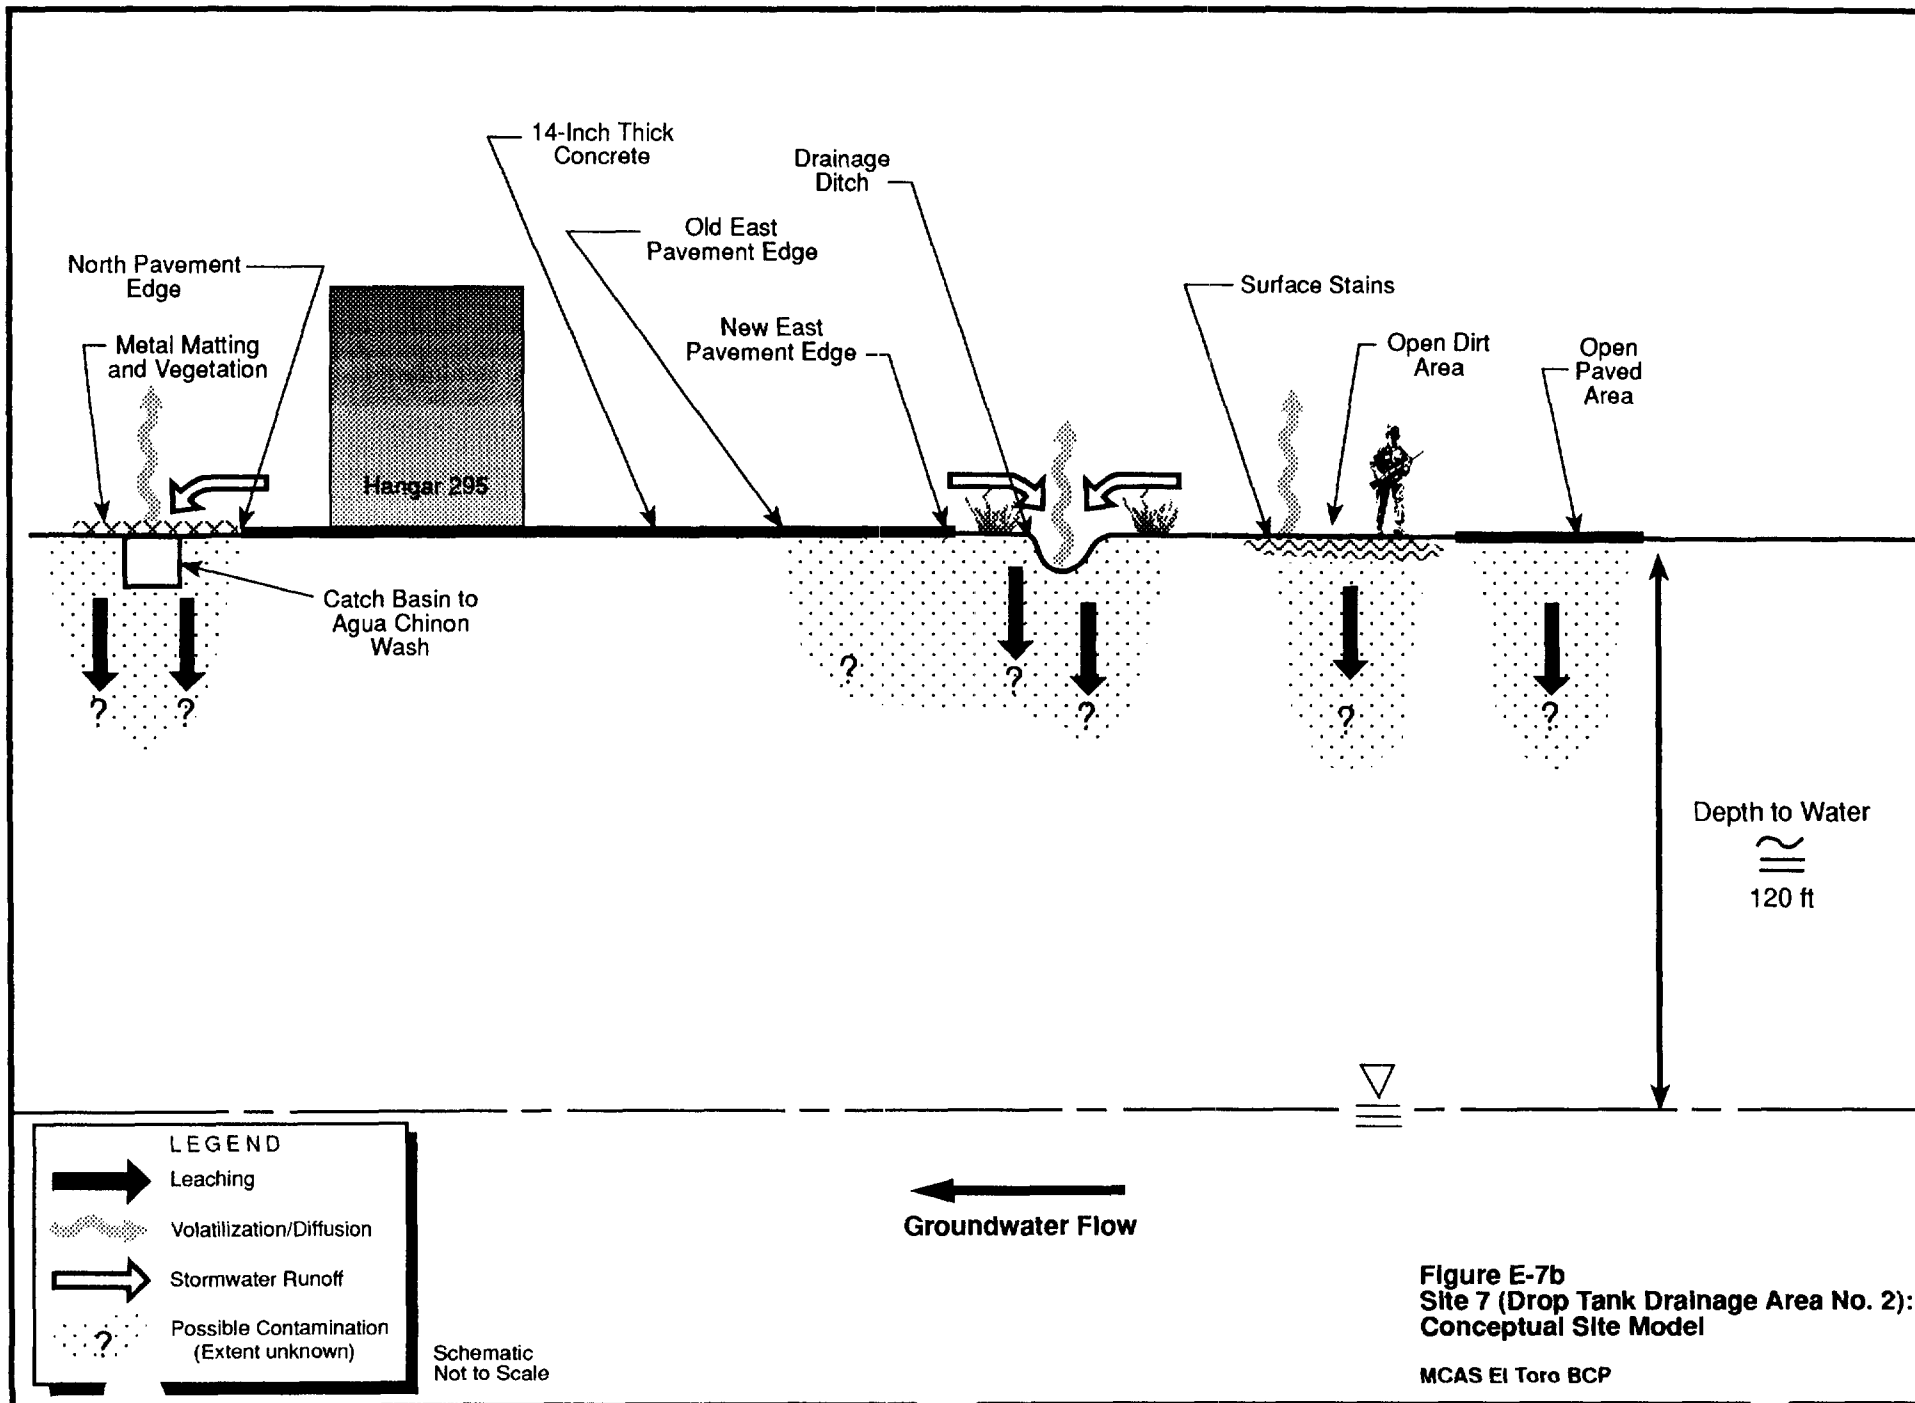 14-Inch Thick
Concrete
Drainage
Ditch
Old East
Pavement Edge
North Pavement
Edge
Surface Stains
New East
Pavement Edge
Metal Matting
and Vegetation
Open Dirt
Area
Open
Paved
Area
Hangar 295
Catch Basin to
Agua Chinon
Wash
?
?
?
?
?
?
?
Depth to Water
≅
120 ft
LEGEND
Leaching
Volatilization/Diffusion
Stormwater Runoff
?
Possible Contamination
(Extent unknown)
Schematic
Not to Scale
Groundwater Flow
Figure E-7b
Site 7 (Drop Tank Drainage Area No. 2):
Conceptual Site Model
MCAS El Toro BCP